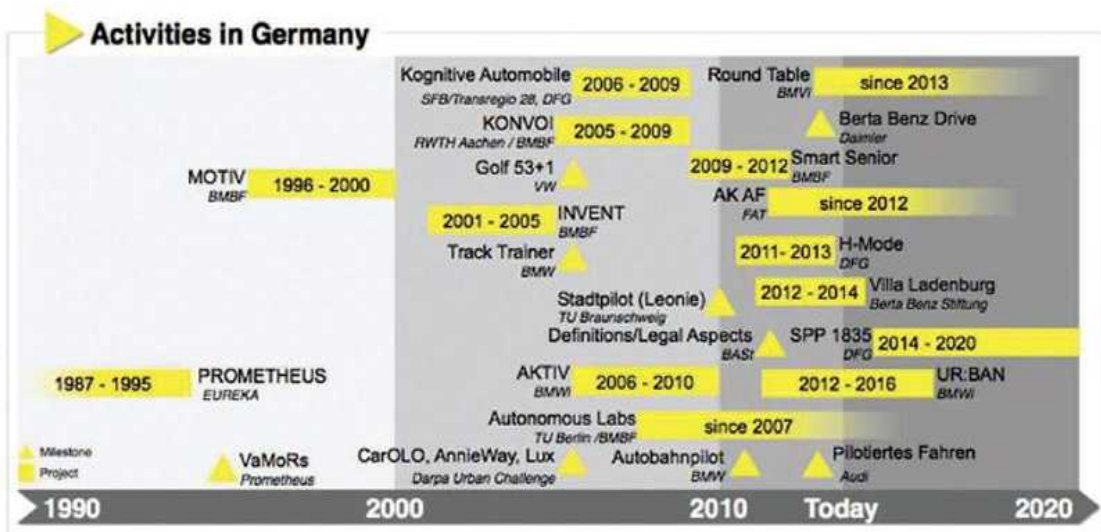 Activities in Germany
Kognitive Automobile
SFB/Transregio 28, DFG
2006 - 2009
Round Table
BMVI
since 2013
KONVOI
RWTH Aachen / BMBF
2005 - 2009
Berta Benz Drive
Daimler
MOTIV
BMBF
1996 - 2000
Golf 53+1
VW
2009 - 2012
Smart Senior
BMBF
AK AF
FAT
since 2012
2001 - 2005
INVENT
BMBF
Track Trainer
BMW
2011- 2013
H-Mode
DFG
Stadtpilot (Leonie)
TU Braunschweig
2012 - 2014
Villa Ladenburg
Berta Benz Stiftung
Definitions/Legal Aspects
BASt
SPP 1835
DFG
2014 - 2020
1987 - 1995
PROMETHEUS
EUREKA
AKTIV
BMWi
2006 - 2010
2012 - 2016
UR:BAN
BMWi
Autonomous Labs
TU Berlin /BMBF
since 2007
Milestone
Project
VaMoRs
Prometheus
CarOLO, AnnieWay, Lux
Darpa Urban Challenge
Autobahnpilot
BMW
Pilotiertes Fahren
Audi
1990 2000 2010 Today 2020